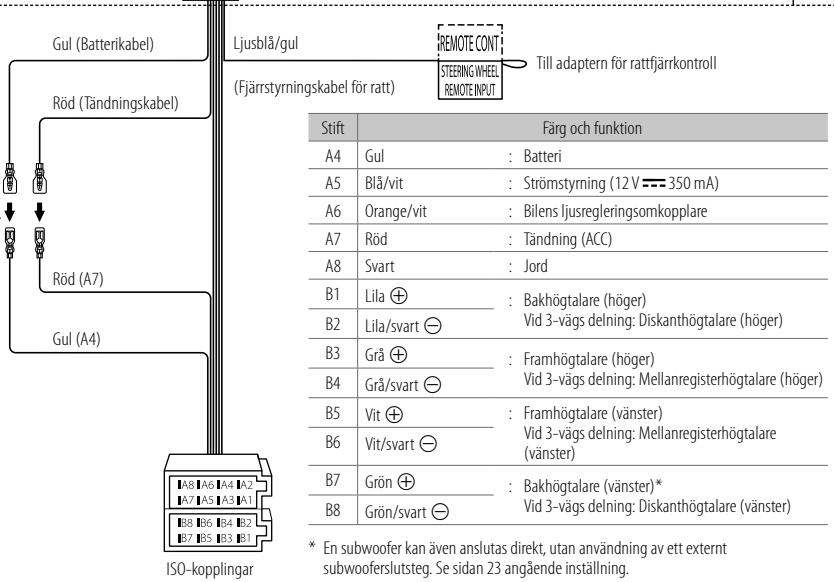 Gul (Batterikabel)
Ljusblå/gul
REMOTE CONT
STEERING WHEEL
REMOTE INPUT
Till adaptern för rattfjärrkontroll
(Fjärrstyrningskabel för ratt)
Röd (Tändningskabel)
Röd (A7)
Gul (A4)
Stift Färg och funktion
A4 Gul : Batteri
A5 Blå/vit : Strömstyrning (12 V ⎓ 350 mA)
A6 Orange/vit : Bilens ljusregleringsomkopplare
A7 Röd : Tändning (ACC)
A8 Svart : Jord
B1 Lila ⊕ : Bakhögtalare (höger)
B2 Lila/svart ⊖ Vid 3-vägs delning: Diskanthögtalare (höger)
B3 Grå ⊕ : Framhögtalare (höger)
B4 Grå/svart ⊖ Vid 3-vägs delning: Mellanregisterhögtalare (höger)
B5 Vit ⊕ : Framhögtalare (vänster)
B6 Vit/svart ⊖ Vid 3-vägs delning: Mellanregisterhögtalare
(vänster)
B7 Grön ⊕ : Bakhögtalare (vänster)*
B8 Grön/svart ⊖ Vid 3-vägs delning: Diskanthögtalare (vänster)
A8 A6 A4 A2
A7 A5 A3 A1
B8 B6 B4 B2
B7 B5 B3 B1
ISO-kopplingar
* En subwoofer kan även anslutas direkt, utan användning av ett externt
subwooferslutsteg. Se sidan 23 angående inställning.